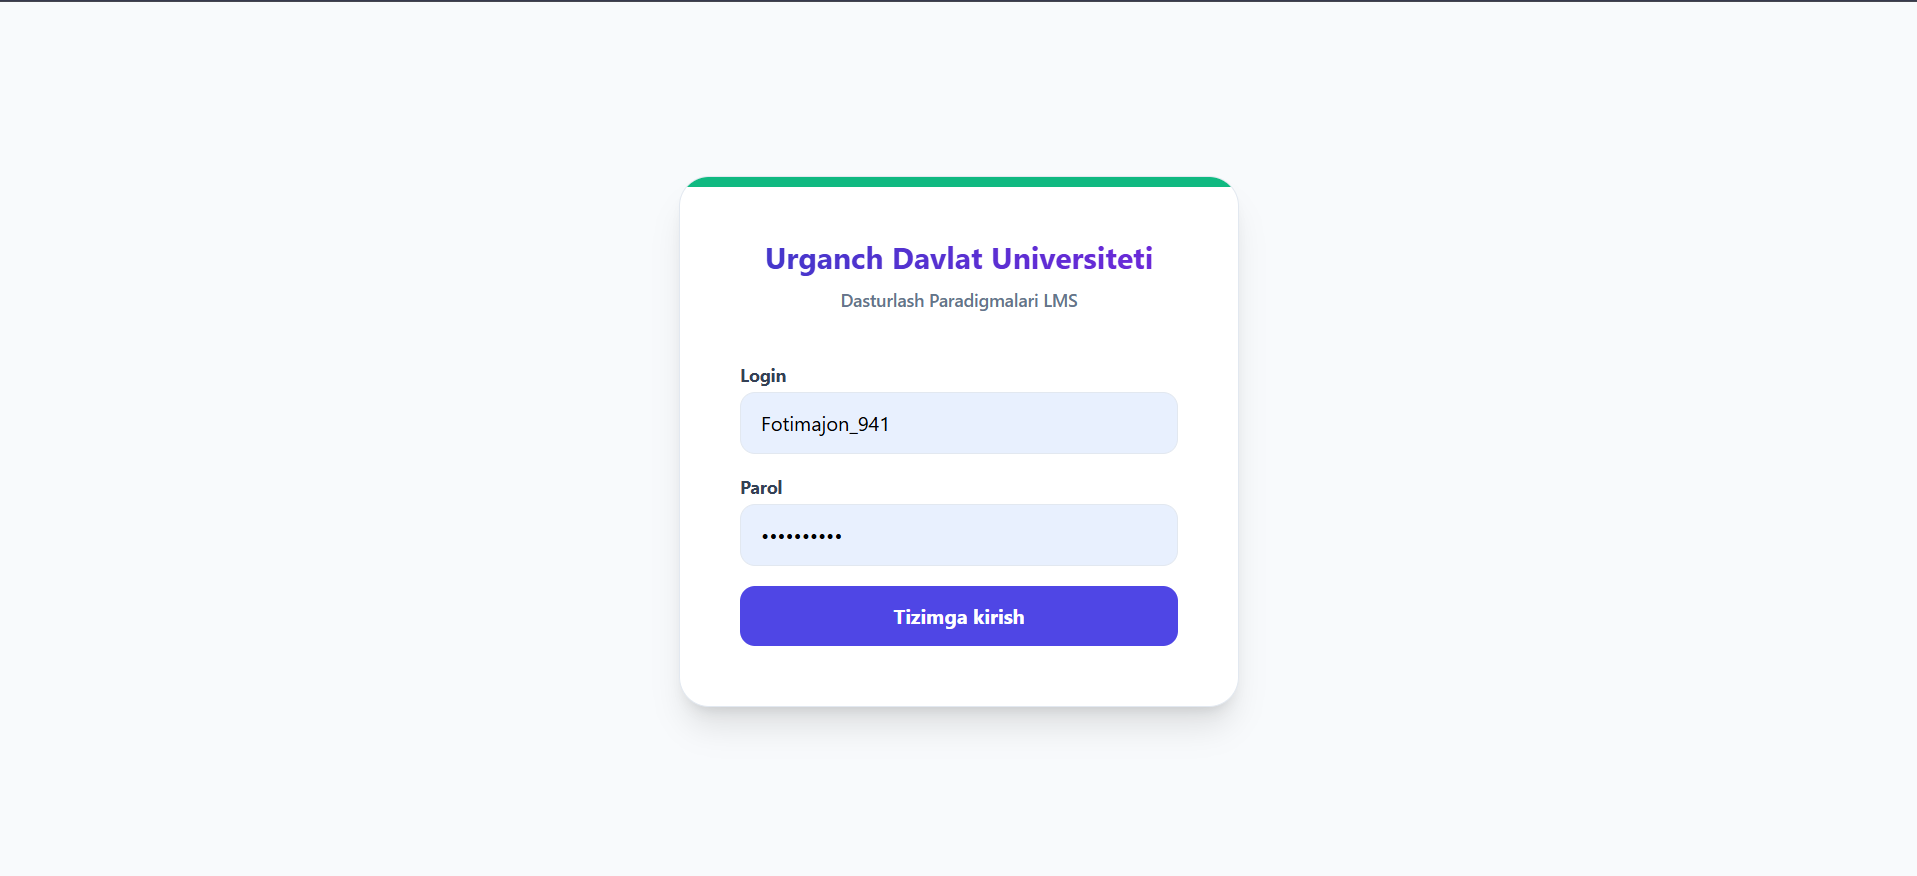 Urganch Davlat Universiteti
Dasturlash Paradigmalari LMS
Login
Fotimajon_941
Parol
••••••••••
Tizimga kirish